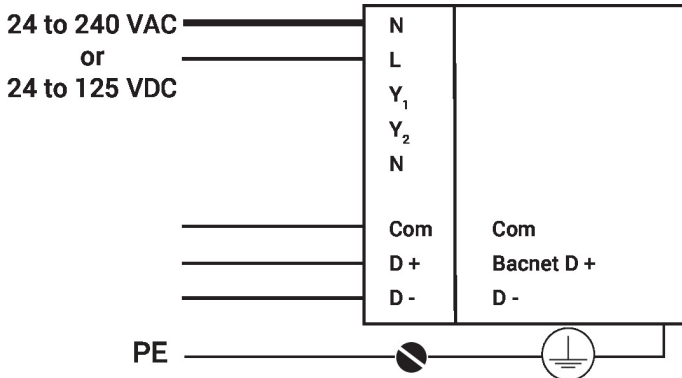 24 to 240 VAC
or
24 to 125 VDC
N
L
Y1
Y2
N
Com Com
D + Bacnet D +
D - D -
PE